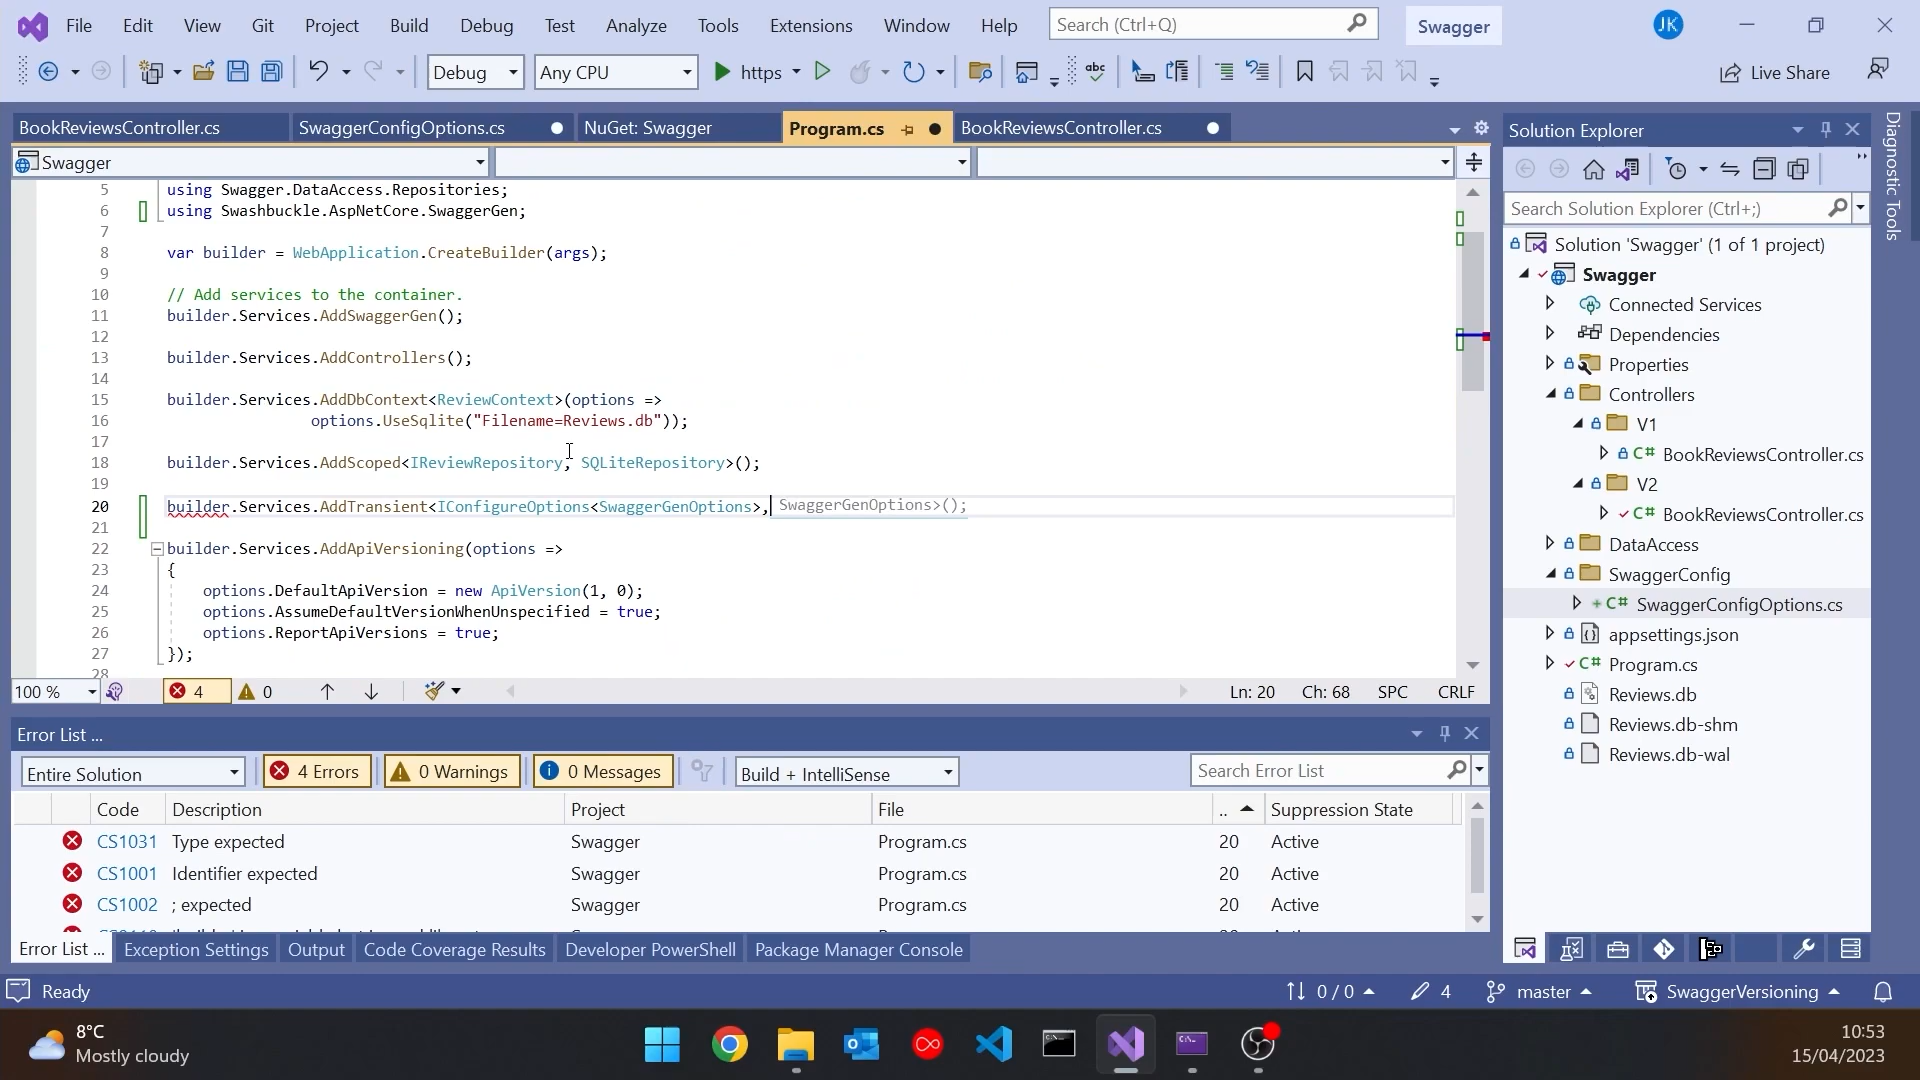 File Edit View Git Project Build Debug Test Analyze Tools Extensions Window Help Search (Ctrl+Q) Swagger JK
Debug Any CPU https abc Live Share
BookReviewsController.cs SwaggerConfigOptions.cs NuGet: Swagger Program.cs BookReviewsController.cs
Swagger
5 using Swagger.DataAccess.Repositories;
6 using Swashbuckle.AspNetCore.SwaggerGen;
7
8 var builder = WebApplication.CreateBuilder(args);
9
10 // Add services to the container.
11 builder.Services.AddSwaggerGen();
12
13 builder.Services.AddControllers();
14
15 builder.Services.AddDbContext<ReviewContext>(options =>
16 options.UseSqlite("Filename=Reviews.db"));
17
18 builder.Services.AddScoped<IReviewRepository, SQLiteRepository>();
19
20 builder.Services.AddTransient<IConfigureOptions<SwaggerGenOptions>, SwaggerGenOptions>();
21
22 builder.Services.AddApiVersioning(options =>
23 {
24 options.DefaultApiVersion = new ApiVersion(1, 0);
25 options.AssumeDefaultVersionWhenUnspecified = true;
26 options.ReportApiVersions = true;
27 });
28
100 % 4 0 Ln: 20 Ch: 68 SPC CRLF
Error List ...
Entire Solution 4 Errors 0 Warnings 0 Messages Build + IntelliSense Search Error List
Code Description Project File .. Suppression State
CS1031 Type expected Swagger Program.cs 20 Active
CS1001 Identifier expected Swagger Program.cs 20 Active
CS1002 ; expected Swagger Program.cs 20 Active
Error List ... Exception Settings Output Code Coverage Results Developer PowerShell Package Manager Console
Solution Explorer
Search Solution Explorer (Ctrl+;)
Solution 'Swagger' (1 of 1 project)
Swagger
Connected Services
Dependencies
Properties
Controllers
V1
C# BookReviewsController.cs
V2
C# BookReviewsController.cs
DataAccess
SwaggerConfig
C# SwaggerConfigOptions.cs
appsettings.json
C# Program.cs
Reviews.db
Reviews.db-shm
Reviews.db-wal
Diagnostic Tools
Ready 0 / 0 4 master SwaggerVersioning
8°C
Mostly cloudy
10:53
15/04/2023